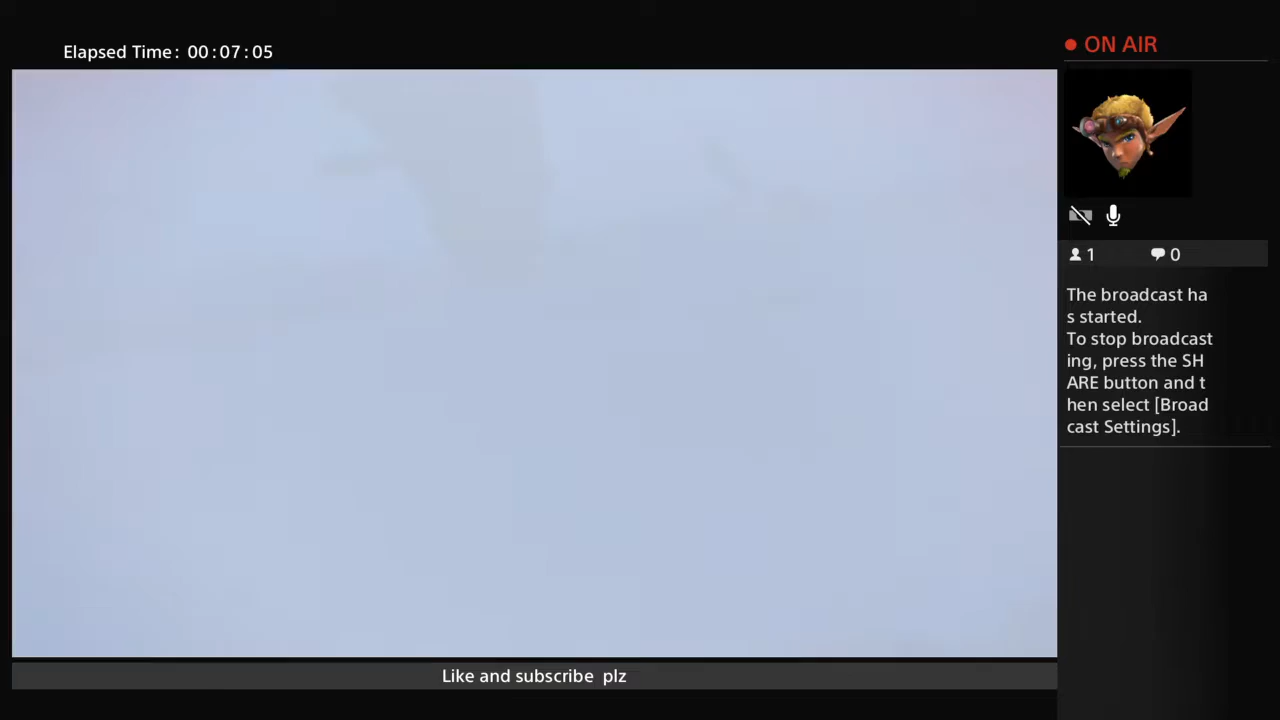 Elapsed Time: 00:07:05
ON AIR
1 0
The broadcast ha
s started.
To stop broadcast
ing, press the SH
ARE button and t
hen select [Broad
cast Settings].
Like and subscribe plz